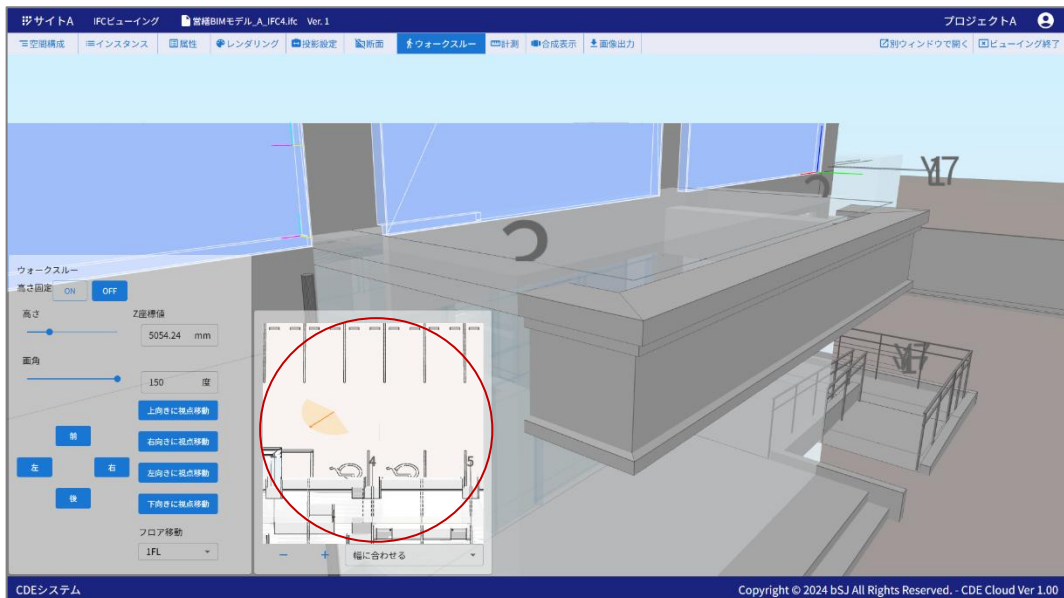 サイトA IFCビューイング 営繕BIMモデル_A_IFC4.ifc Ver. 1 プロジェクトA
空間構成 インスタンス 属性 レンダリング 投影設定 断面 ウォークスルー 計測 合成表示 画像出力 別ウィンドウで開く ビューイング終了
Y17
C
C
ウォークスルー
高さ固定 ON OFF
高さ Z座標値
5054.24 mm
画角
150 度
上向きに視点移動
前 右向きに視点移動
左 右 左向きに視点移動
後 下向きに視点移動
フロア移動
1FL
4 5
− + 幅に合わせる
CDEシステム Copyright © 2024 bSJ All Rights Reserved. - CDE Cloud Ver 1.00